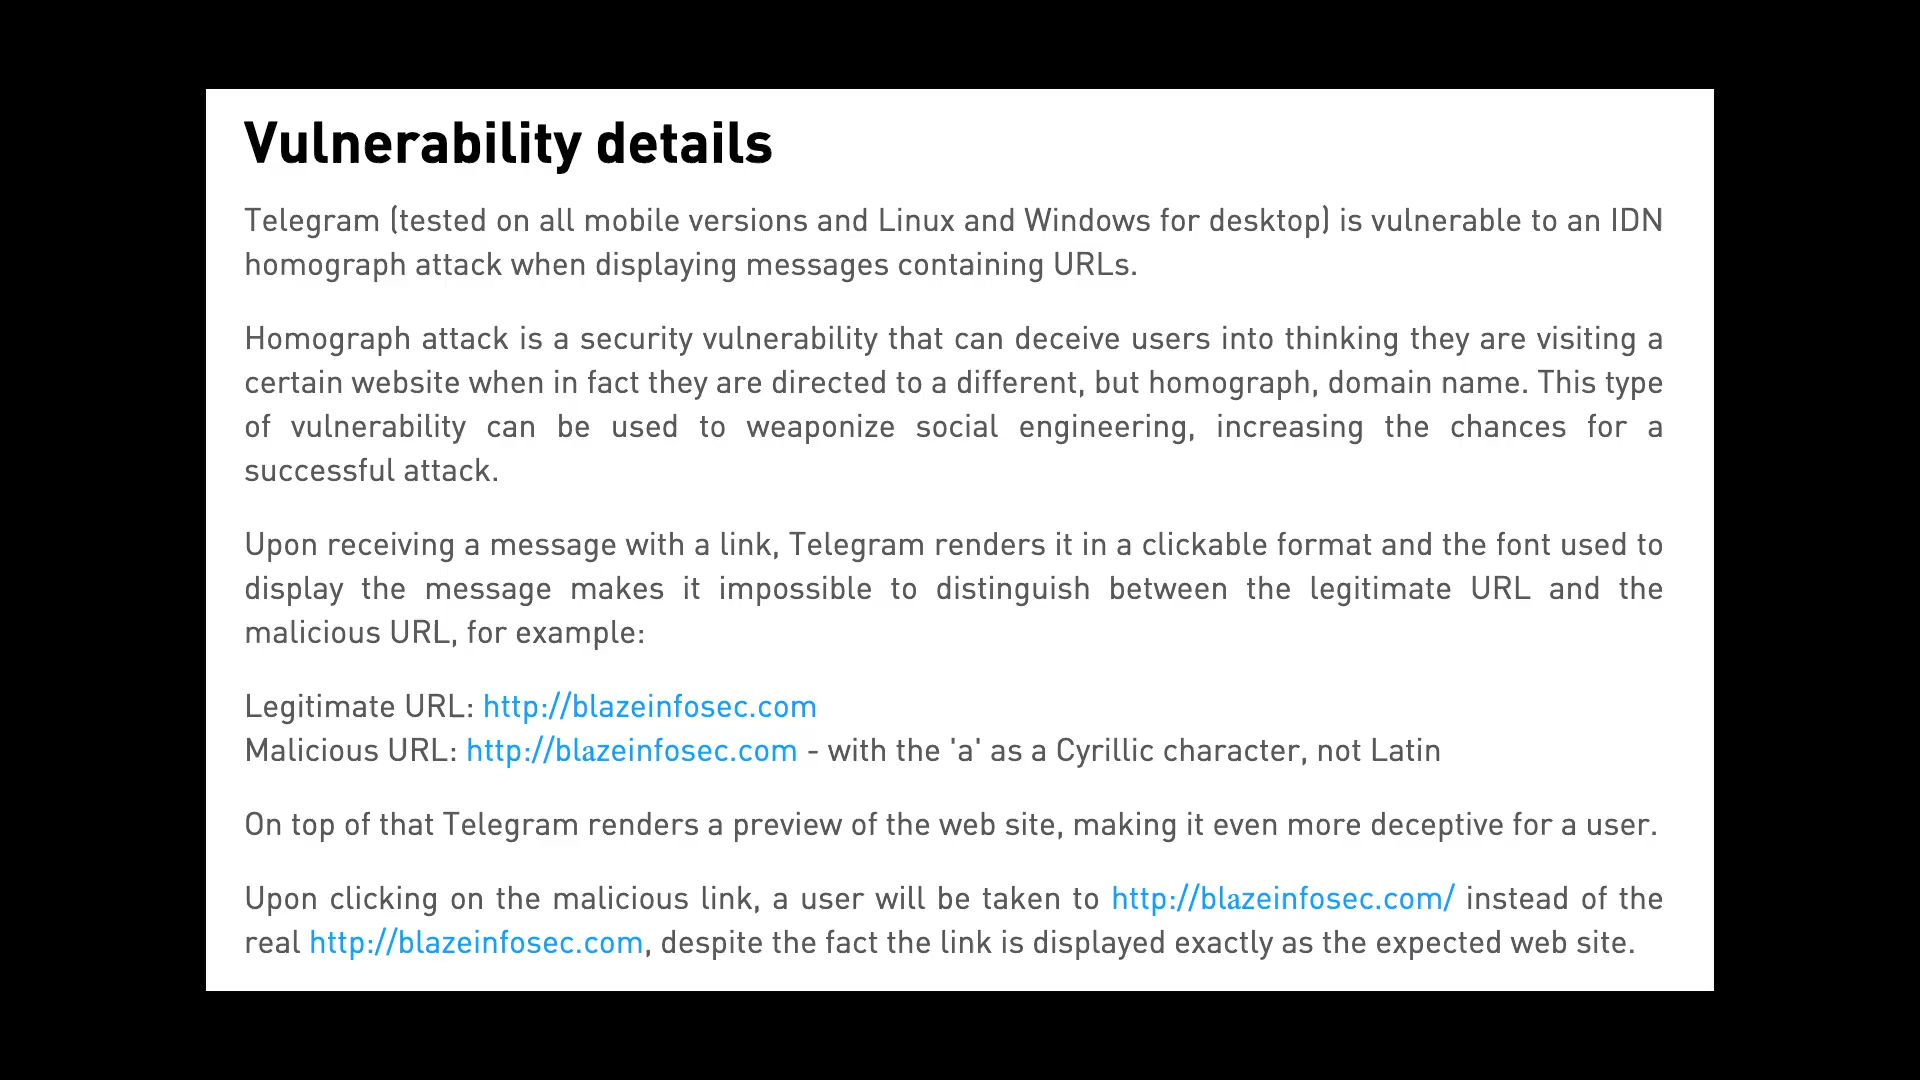 Vulnerability details
Telegram (tested on all mobile versions and Linux and Windows for desktop) is vulnerable to an IDN
homograph attack when displaying messages containing URLs.
Homograph attack is a security vulnerability that can deceive users into thinking they are visiting a
certain website when in fact they are directed to a different, but homograph, domain name. This type
of vulnerability can be used to weaponize social engineering, increasing the chances for a
successful attack.
Upon receiving a message with a link, Telegram renders it in a clickable format and the font used to
display the message makes it impossible to distinguish between the legitimate URL and the
malicious URL, for example:
Legitimate URL: http://blazeinfosec.com
Malicious URL: http://blаzeinfosec.com - with the 'a' as a Cyrillic character, not Latin
On top of that Telegram renders a preview of the web site, making it even more deceptive for a user.
Upon clicking on the malicious link, a user will be taken to http://blаzeinfosec.com/ instead of the
real http://blazeinfosec.com, despite the fact the link is displayed exactly as the expected web site.